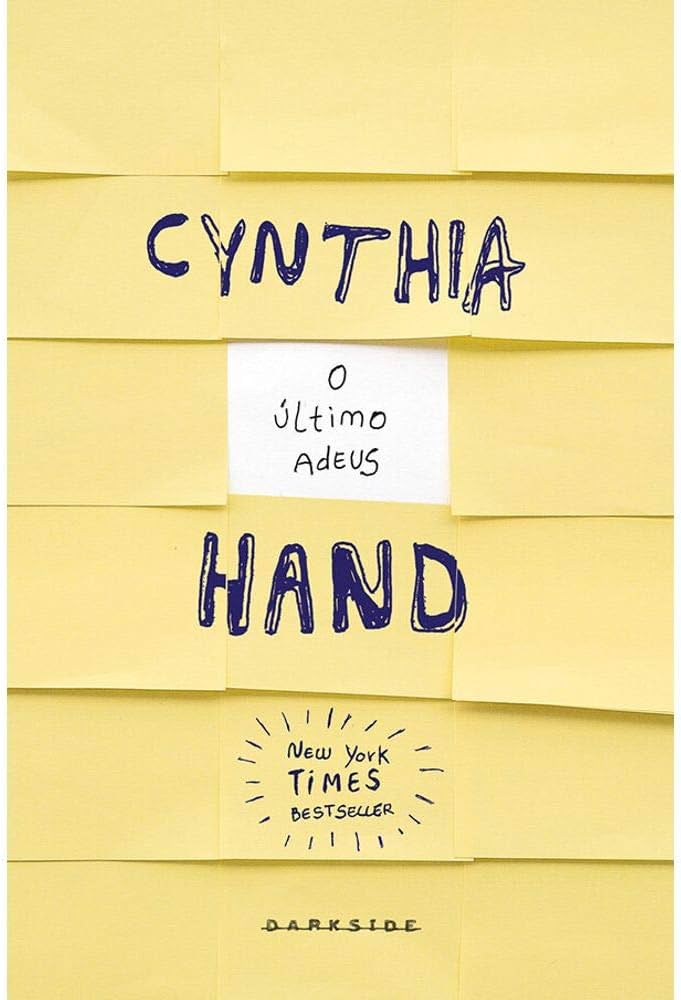 CYNTHIA
O
ÚLtimo
AdEUS
HAND
NEW York
TiMES
BESTSELLER
DARKSIDE